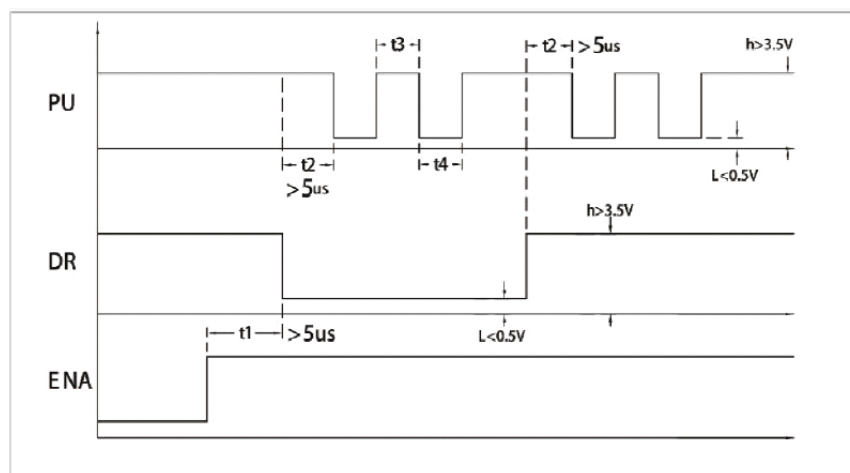 t3
t2 >5us
h>3.5V
PU
t2
t4
>5us
L<0.5V
h>3.5V
DR
t1 >5us
L<0.5V
ENA